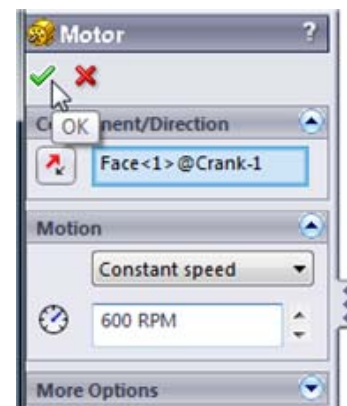 Motor ?
OK
nent/Direction
Face<1>@Crank-1
Motion
Constant speed
600 RPM
More Options